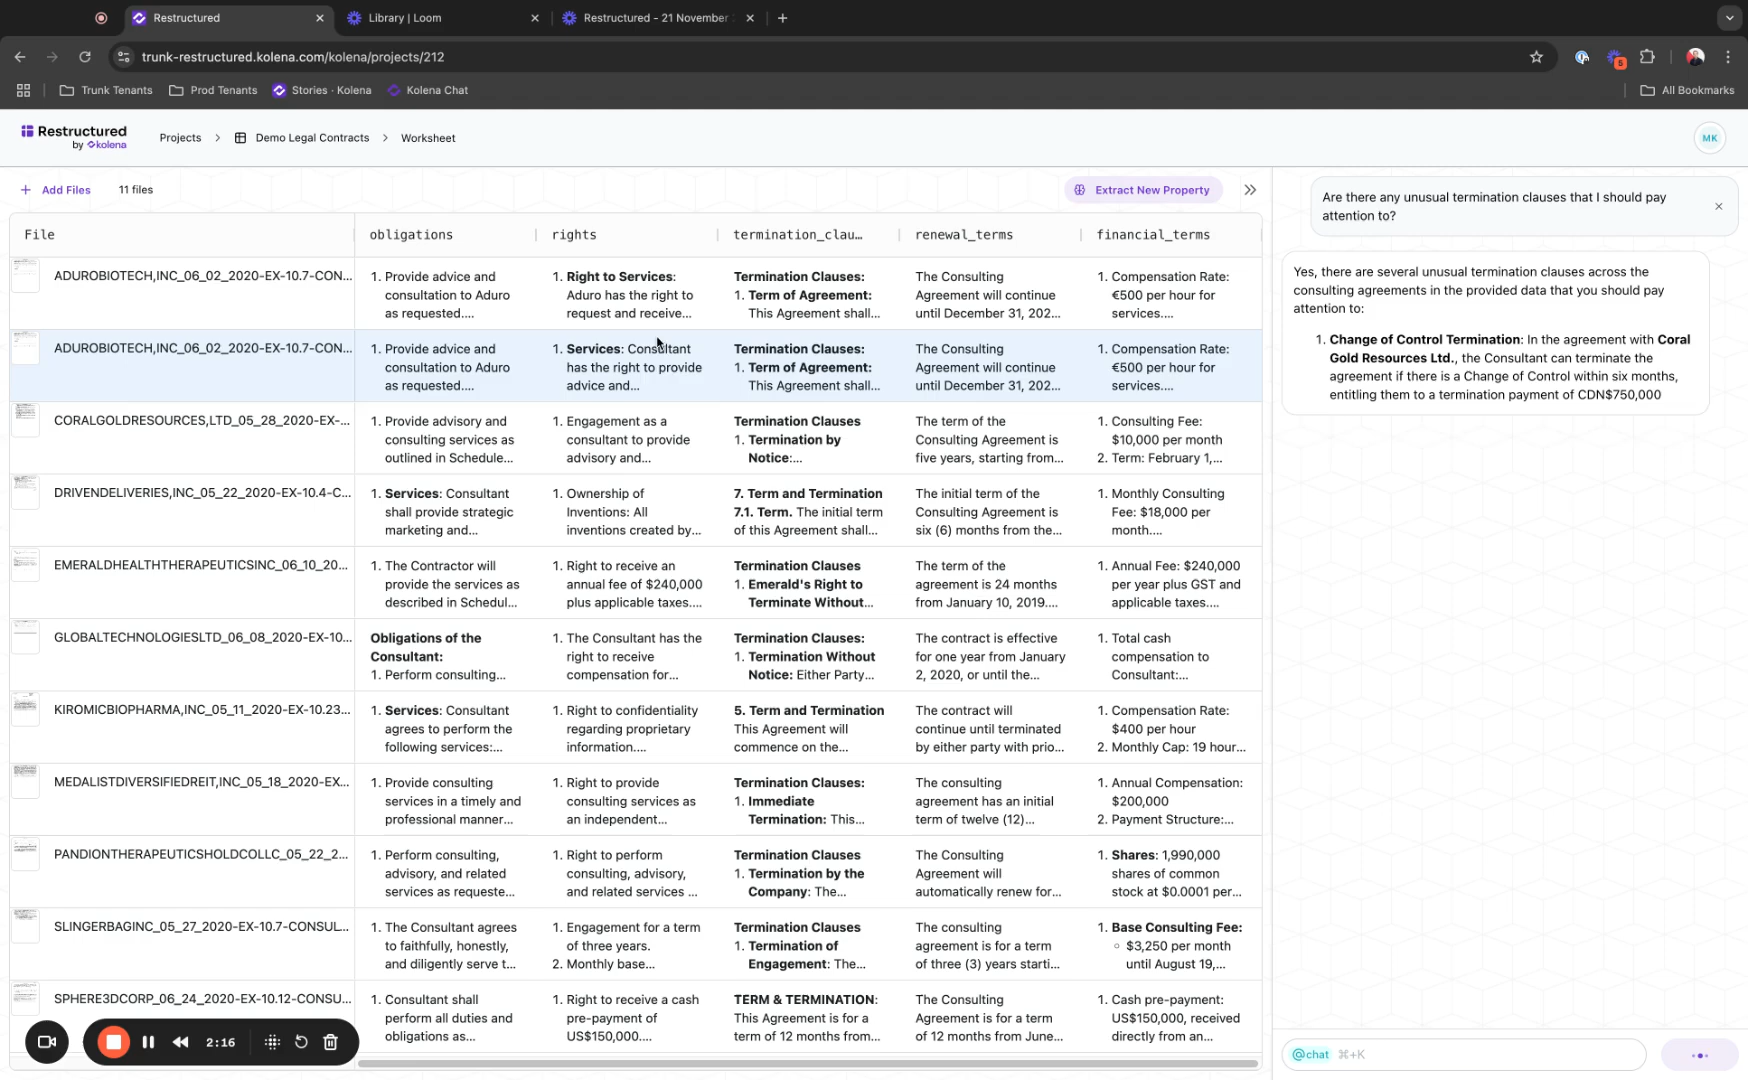 Restructured
Library | Loom
Restructured - 21 November
trunk-restructured.kolena.com/kolena/projects/212
5
Trunk Tenants
Prod Tenants
Stories · Kolena
Kolena Chat
All Bookmarks
Restructured
by kolena
Projects > Demo Legal Contracts > Worksheet
MK
+ Add Files
11 files
Extract New Property
File
obligations
rights
termination_clau…
renewal_terms
financial_terms
ADUROBIOTECH,INC_06_02_2020-EX-10.7-CON...
1. Provide advice and
consultation to Aduro
as requested....
1. Right to Services:
Aduro has the right to
request and receive...
Termination Clauses:
1. Term of Agreement:
This Agreement shall...
The Consulting
Agreement will continue
until December 31, 202...
1. Compensation Rate:
€500 per hour for
services....
ADUROBIOTECH,INC_06_02_2020-EX-10.7-CON...
1. Provide advice and
consultation to Aduro
as requested....
1. Services: Consultant
has the right to provide
advice and...
Termination Clauses:
1. Term of Agreement:
This Agreement shall...
The Consulting
Agreement will continue
until December 31, 202...
1. Compensation Rate:
€500 per hour for
services....
CORALGOLDRESOURCES,LTD_05_28_2020-EX-...
1. Provide advisory and
consulting services as
outlined in Schedule...
1. Engagement as a
consultant to provide
advisory and...
Termination Clauses
1. Termination by
Notice:...
The term of the
Consulting Agreement is
five years, starting from...
1. Consulting Fee:
$10,000 per month
2. Term: February 1,...
DRIVENDELIVERIES,INC_05_22_2020-EX-10.4-C...
1. Services: Consultant
shall provide strategic
marketing and...
1. Ownership of
Inventions: All
inventions created by...
7. Term and Termination
7.1. Term. The initial term
of this Agreement shall...
The initial term of the
Consulting Agreement is
six (6) months from the...
1. Monthly Consulting
Fee: $18,000 per
month....
EMERALDHEALTHTHERAPEUTICSINC_06_10_20...
1. The Contractor will
provide the services as
described in Schedul...
1. Right to receive an
annual fee of $240,000
plus applicable taxes....
Termination Clauses
1. Emerald's Right to
Terminate Without...
The term of the
agreement is 24 months
from January 10, 2019....
1. Annual Fee: $240,000
per year plus GST and
applicable taxes....
GLOBALTECHNOLOGIESLTD_06_08_2020-EX-10...
Obligations of the
Consultant:
1. Perform consulting...
1. The Consultant has the
right to receive
compensation for...
Termination Clauses:
1. Termination Without
Notice: Either Party...
The contract is effective
for one year from January
2, 2020, or until the...
1. Total cash
compensation to
Consultant:...
KIROMICBIOPHARMA,INC_05_11_2020-EX-10.23...
1. Services: Consultant
agrees to perform the
following services:...
1. Right to confidentiality
regarding proprietary
information....
5. Term and Termination
This Agreement will
commence on the...
The contract will
continue until terminated
by either party with prio...
1. Compensation Rate:
$400 per hour
2. Monthly Cap: 19 hour...
MEDALISTDIVERSIFIEDREIT,INC_05_18_2020-EX...
1. Provide consulting
services in a timely and
professional manner...
1. Right to provide
consulting services as
an independent...
Termination Clauses:
1. Immediate
Termination: This...
The consulting
agreement has an initial
term of twelve (12)...
1. Annual Compensation:
$200,000
2. Payment Structure:...
PANDIONTHERAPEUTICSHOLDCOLLC_05_22_2...
1. Perform consulting,
advisory, and related
services as requeste...
1. Right to perform
consulting, advisory,
and related services ...
Termination Clauses
1. Termination by the
Company: The...
The Consulting
Agreement will
automatically renew for...
1. Shares: 1,990,000
shares of common
stock at $0.0001 per...
SLINGERBAGINC_05_27_2020-EX-10.7-CONSUL...
1. The Consultant agrees
to faithfully, honestly,
and diligently serve t...
1. Engagement for a term
of three years.
2. Monthly base...
Termination Clauses
1. Termination of
Engagement: The...
The consulting
agreement is for a term
of three (3) years starti...
1. Base Consulting Fee:
◦ $3,250 per month
until August 19,...
SPHERE3DCORP_06_24_2020-EX-10.12-CONSU...
1. Consultant shall
perform all duties and
obligations as...
1. Right to receive a cash
pre-payment of
US$150,000....
TERM & TERMINATION:
This Agreement is for a
term of 12 months from...
The Consulting
Agreement is for a term
of 12 months from June...
1. Cash pre-payment:
US$150,000, received
directly from an...
Are there any unusual termination clauses that I should pay
attention to?
Yes, there are several unusual termination clauses across the
consulting agreements in the provided data that you should pay
attention to:
1. Change of Control Termination: In the agreement with Coral
Gold Resources Ltd., the Consultant can terminate the
agreement if there is a Change of Control within six months,
entitling them to a termination payment of CDN$750,000
2:16
@chat ⌘+K